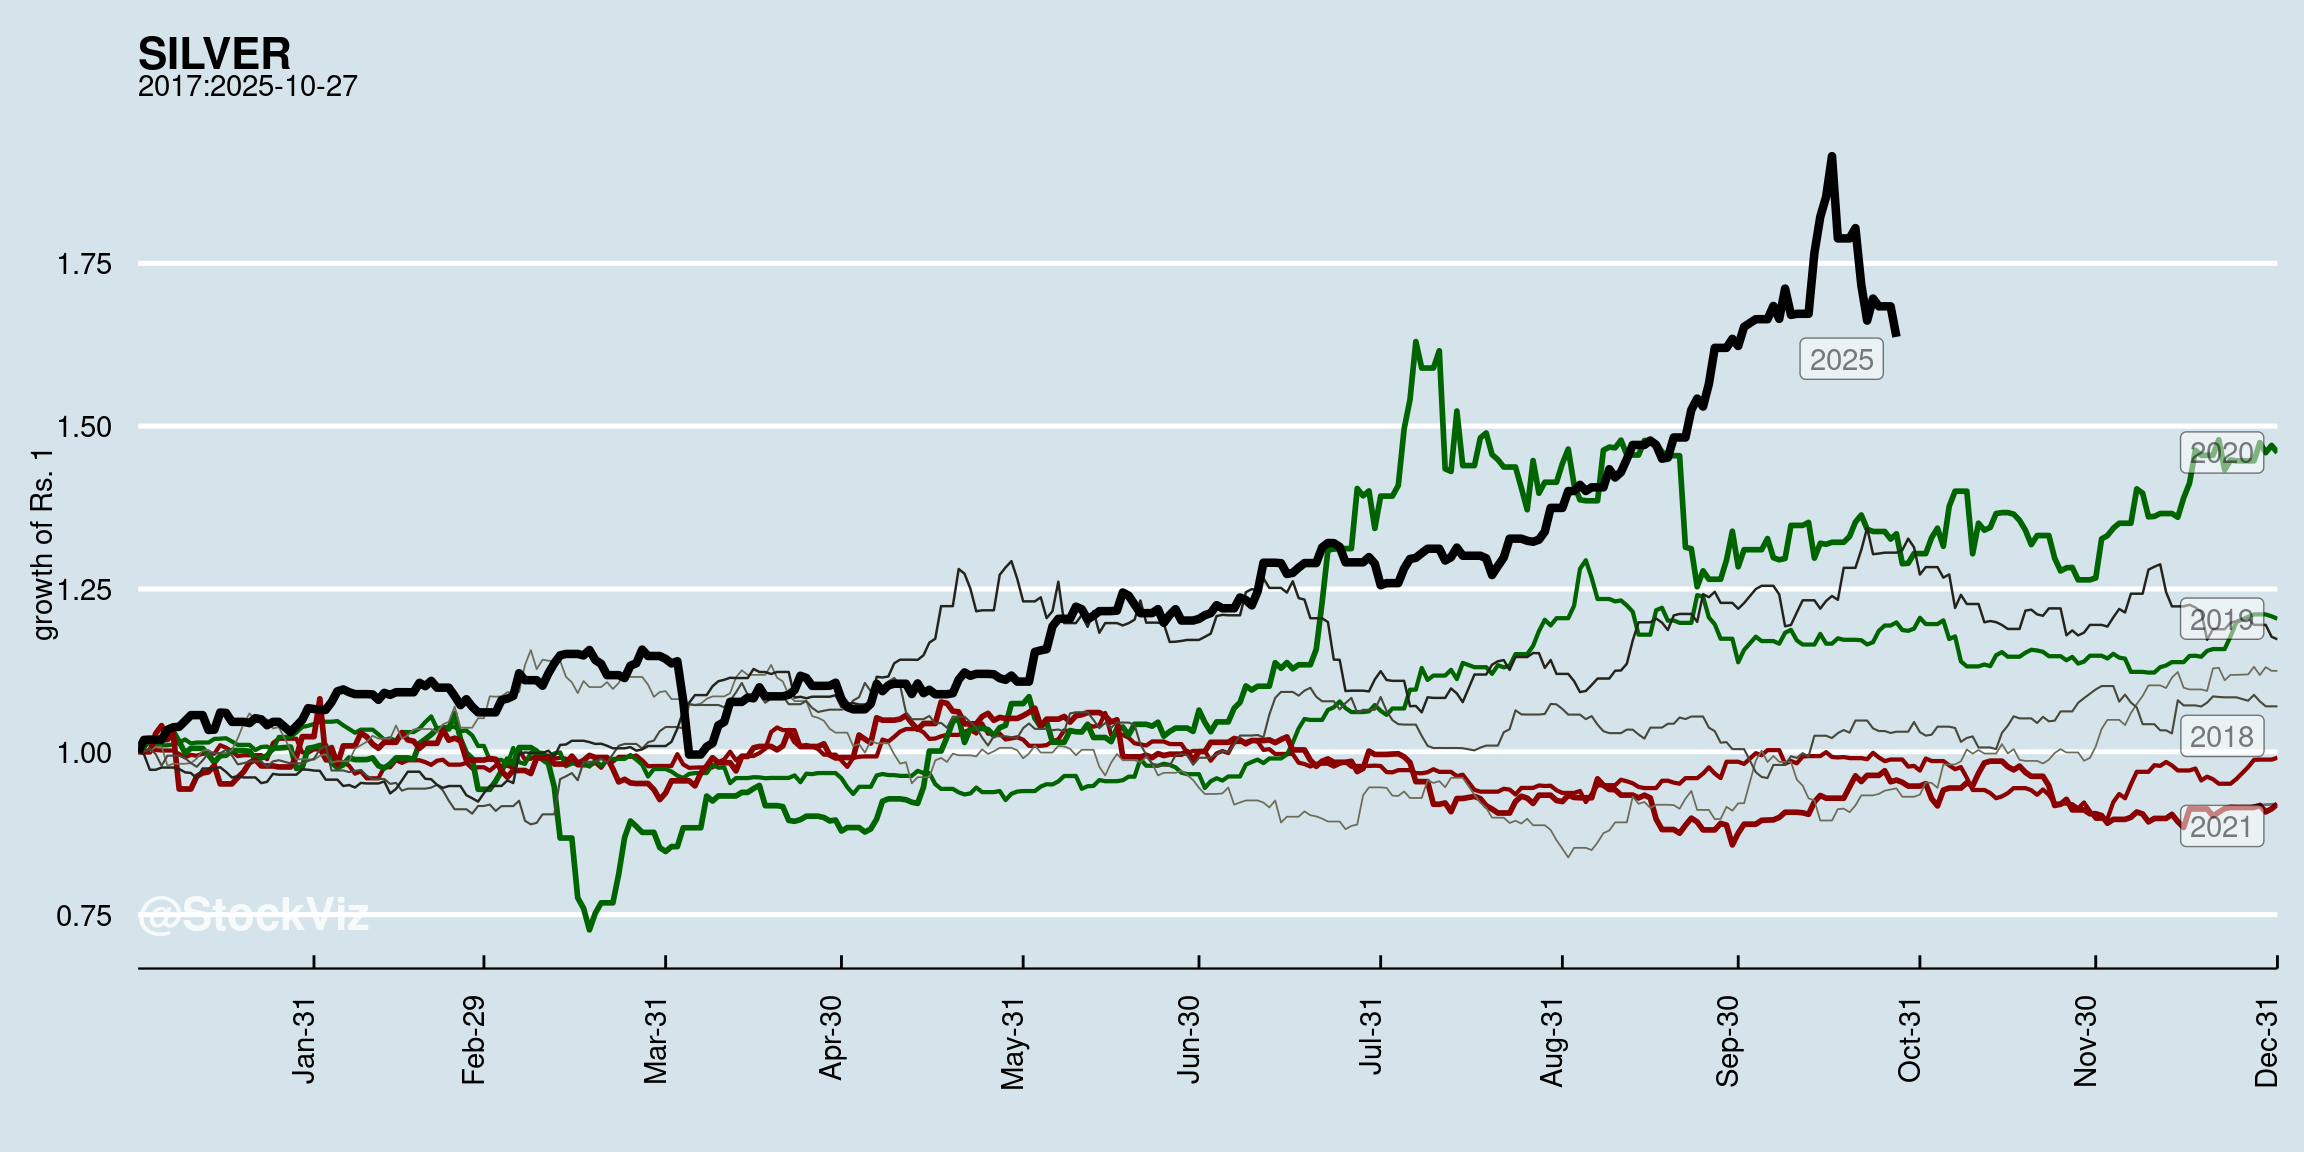 SILVER
2017:2025-10-27
growth of Rs. 1
1.75
1.50
1.25
1.00
0.75
2025
2020
2019
2018
2021
@StockViz
Jan-31
Feb-29
Mar-31
Apr-30
May-31
Jun-30
Jul-31
Aug-31
Sep-30
Oct-31
Nov-30
Dec-31